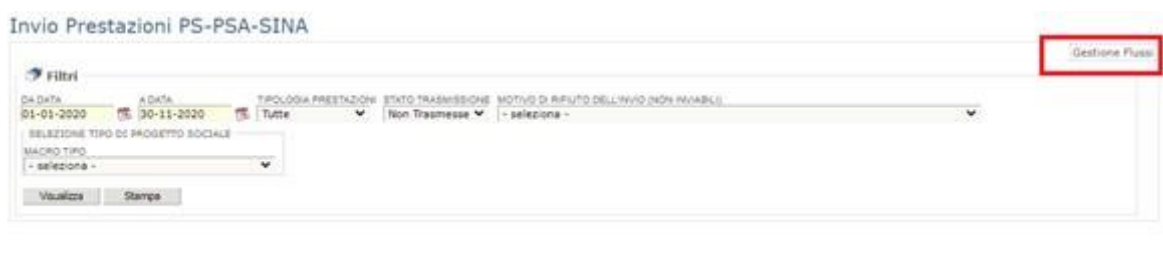 Invio Prestazioni PS-PSA-SINA
Gestione Flussi
Filtri
DA DATA A DATA TIPOLOGIA PRESTAZIONI STATO TRASMISSIONE MOTIVO DI RIFIUTO DELL'INVIO (NON INVIABILI)
01-01-2020 30-11-2020 Tutte Non Trasmesse - seleziona -
SELEZIONE TIPO DI PROGETTO SOCIALE
MACRO TIPO
- seleziona -
Visualizza Stampa